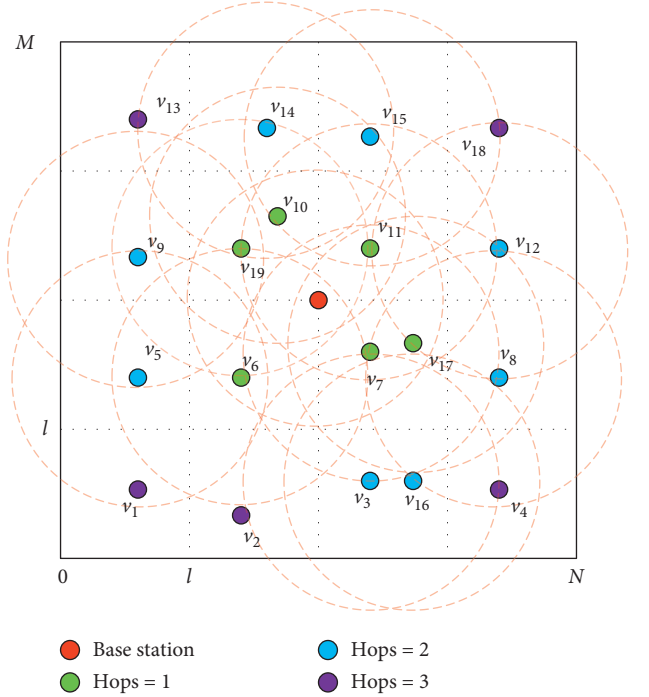 M
v13
v14
v15
v18
v10
v9
v11
v12
v19
v5
v6
v17
v8
v7
l
v1
v3
v16
v4
v2
0 l N
Base station Hops = 2
Hops = 1 Hops = 3